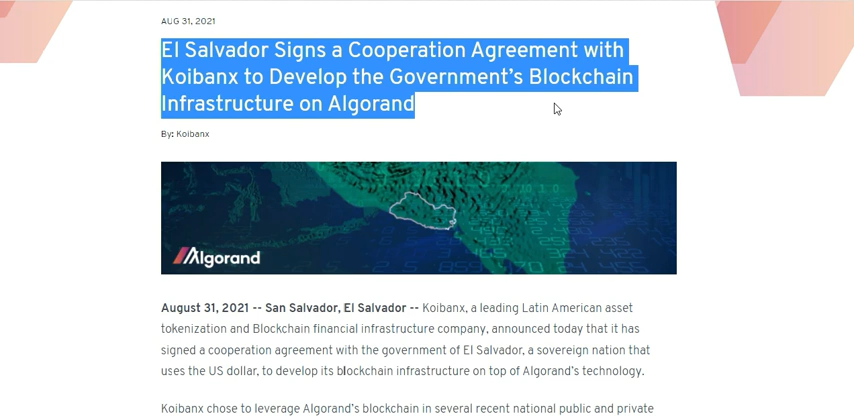 AUG 31, 2021
El Salvador Signs a Cooperation Agreement with
Koibanx to Develop the Government's Blockchain
Infrastructure on Algorand
By: Koibanx
Algorand
August 31, 2021 -- San Salvador, El Salvador -- Koibanx, a leading Latin American asset
tokenization and Blockchain financial infrastructure company, announced today that it has
signed a cooperation agreement with the government of El Salvador, a sovereign nation that
uses the US dollar, to develop its blockchain infrastructure on top of Algorand's technology.
Koibanx chose to leverage Algorand's blockchain in several recent national public and private